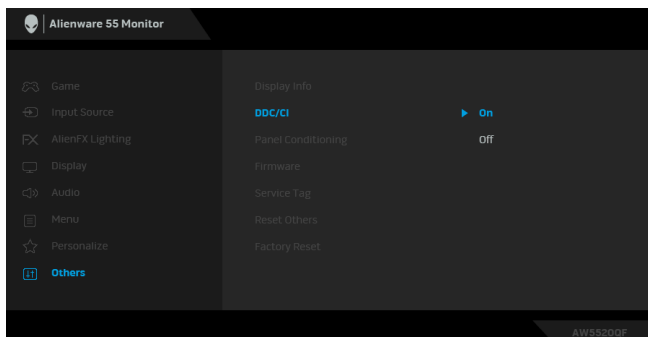 Alienware 55 Monitor
Game
Display Info
Input Source
DDC/CI
On
FX
AlienFX Lighting
Panel Conditioning
Off
Display
Firmware
Audio
Service Tag
Menu
Reset Others
Personalize
Factory Reset
Others
AW5520QF